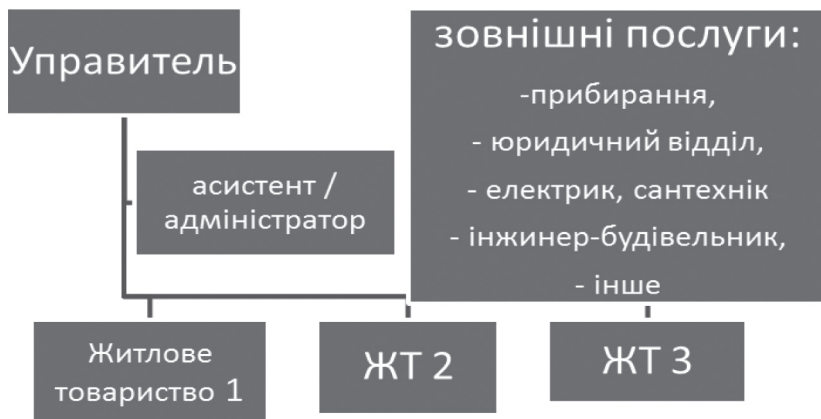 Управитель
зовнішні послуги:
-прибирання,
- юридичний відділ,
- електрик, сантехнік
- інжинер-будівельник,
- інше
асистент /
адміністратор
Житлове
товариство 1
ЖТ 2
ЖТ 3